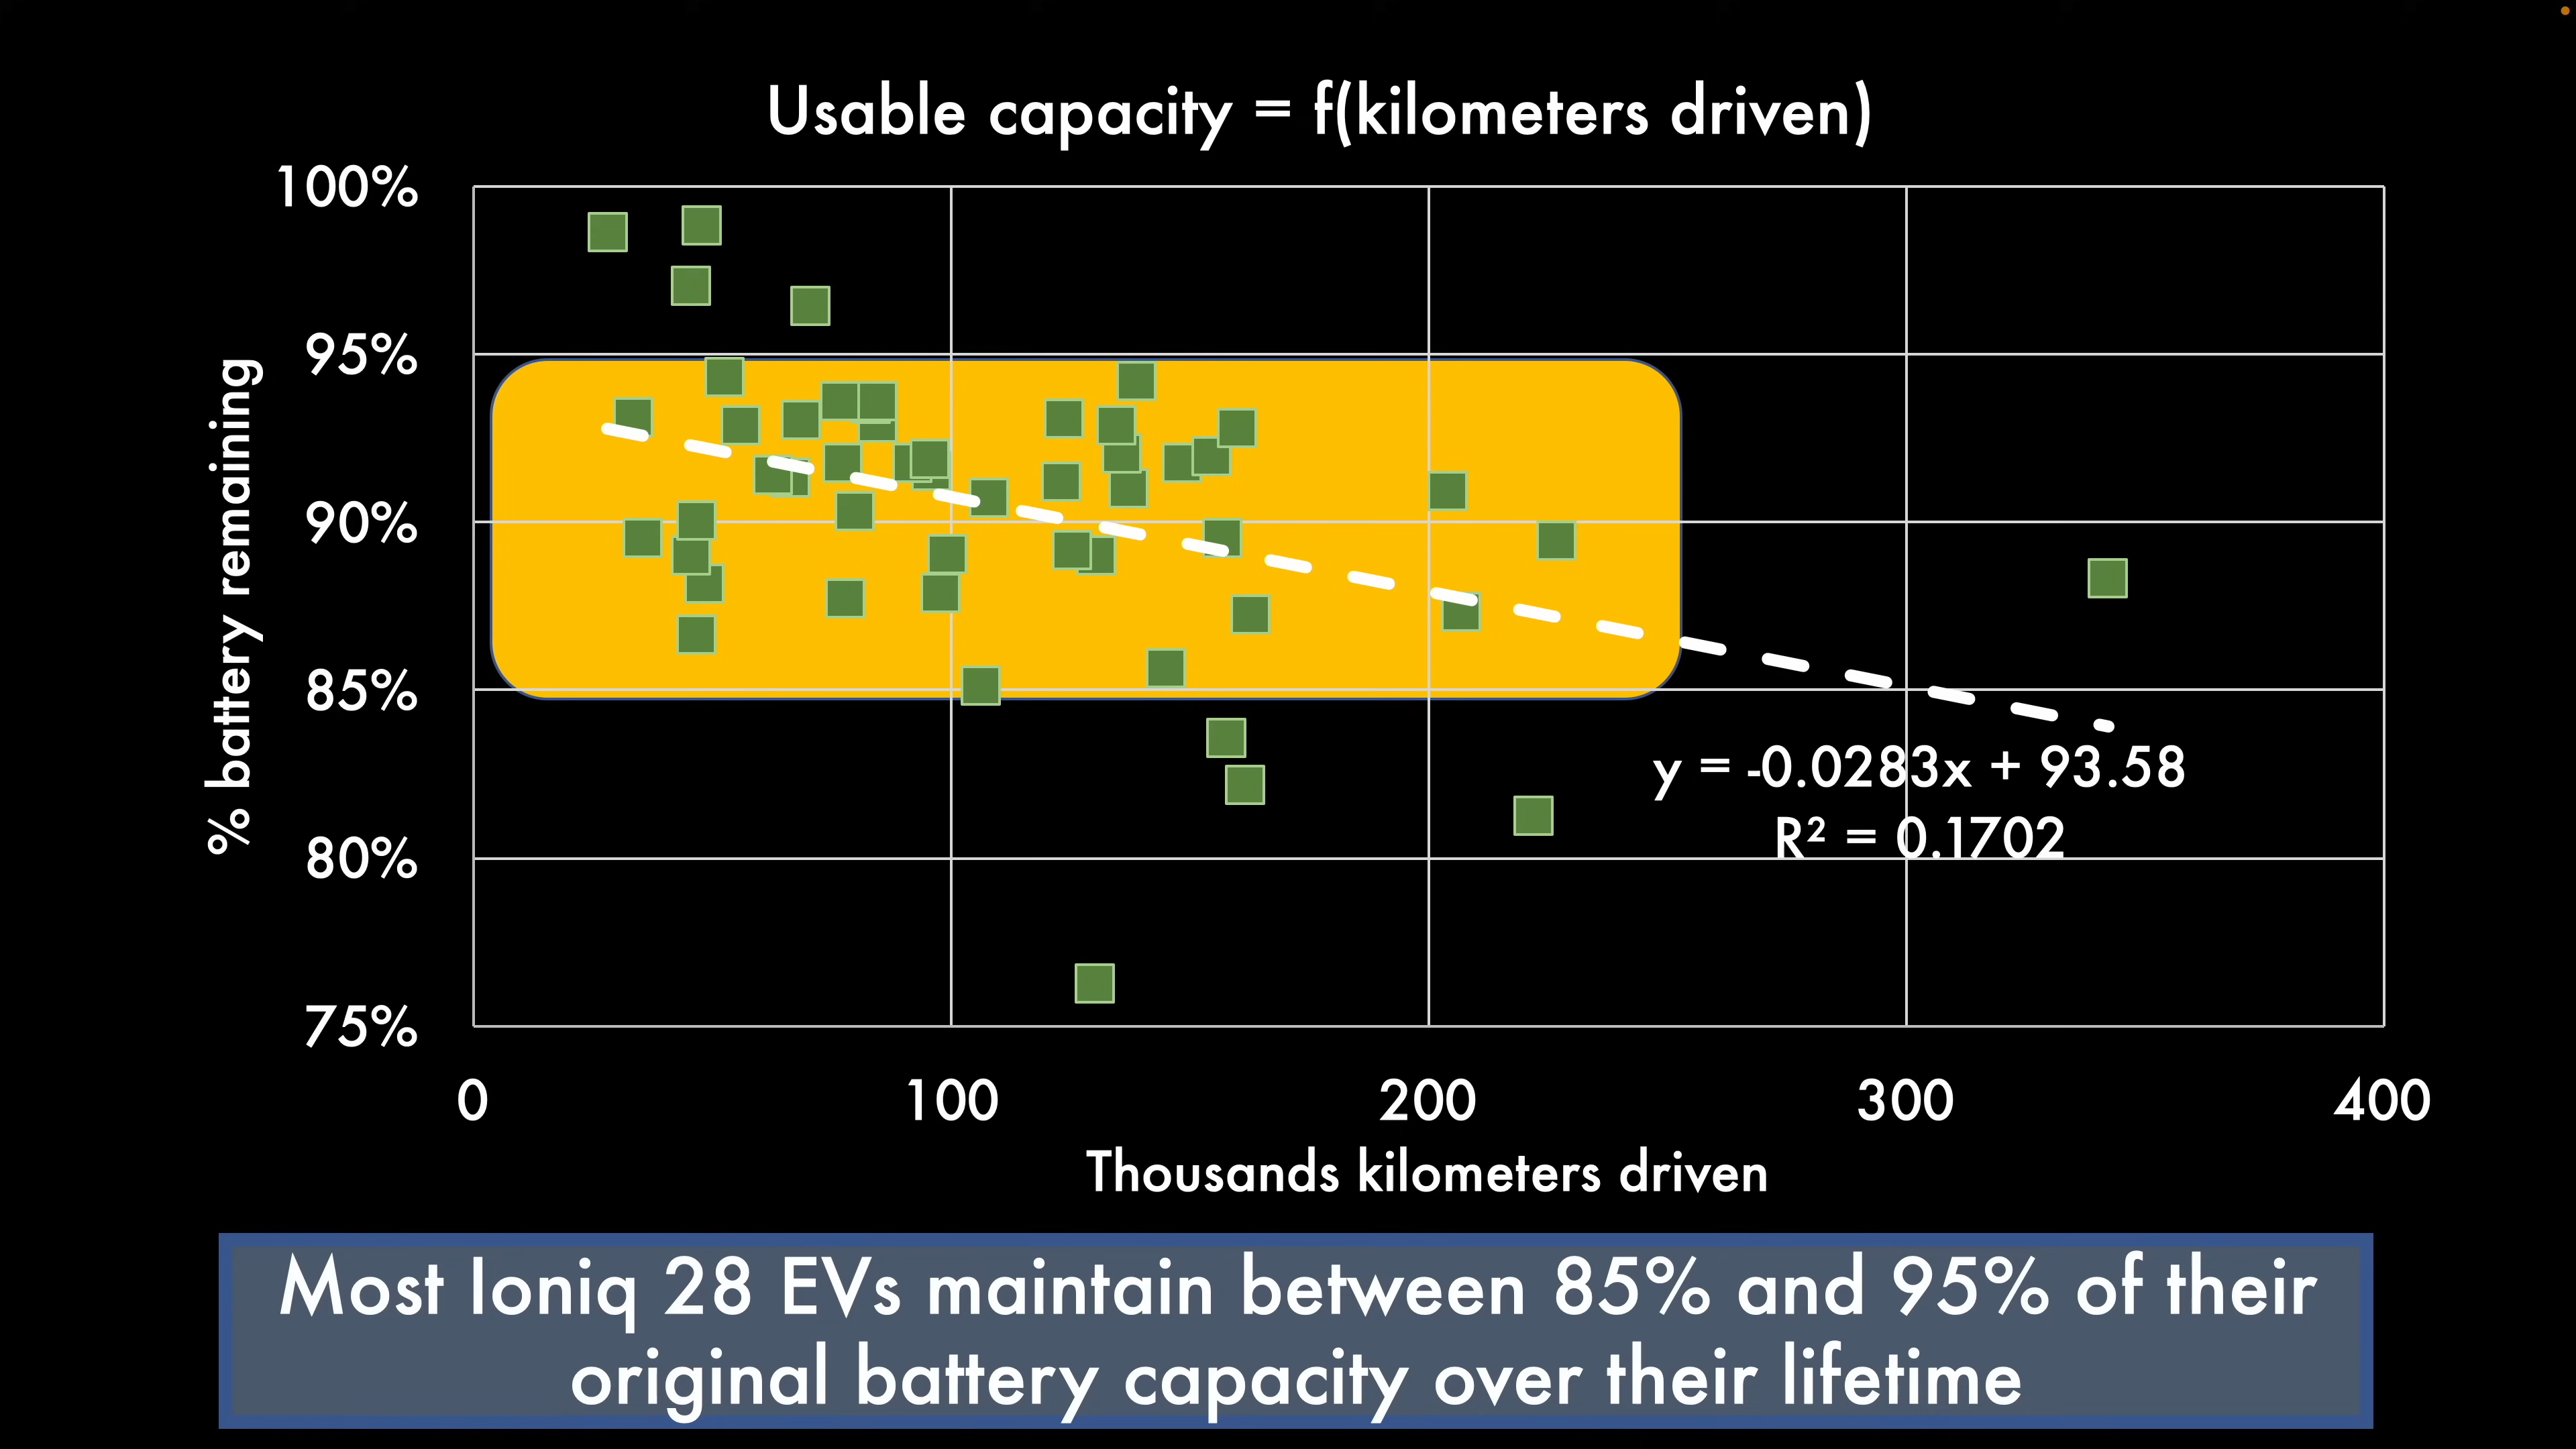 Usable capacity = f(kilometers driven)
100%
95%
90%
85%
80%
75%
% battery remaining
y = -0.0283x + 93.58
R² = 0.1702
0 100 200 300 400
Thousands kilometers driven
Most Ioniq 28 EVs maintain between 85% and 95% of their
original battery capacity over their lifetime